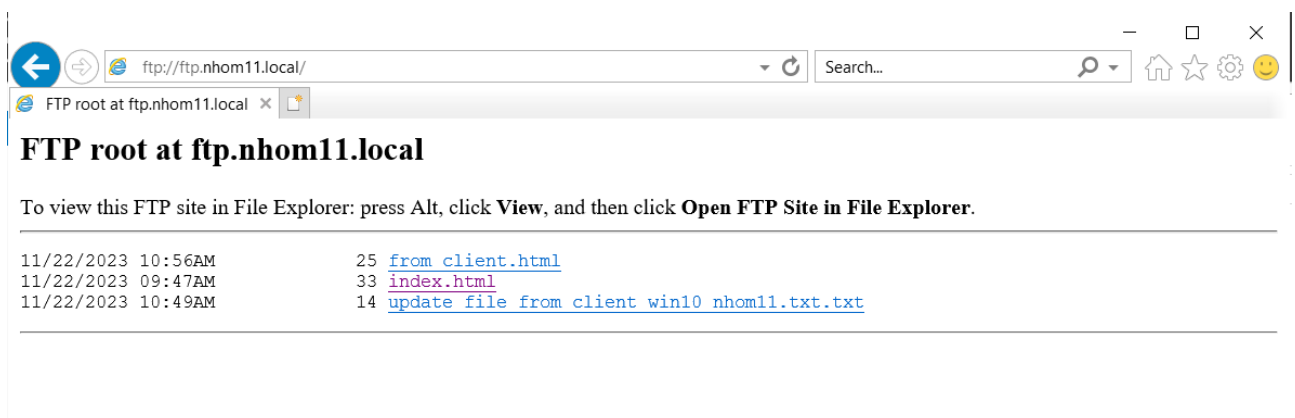 ftp://ftp.nhom11.local/
Search...
FTP root at ftp.nhom11.local
FTP root at ftp.nhom11.local
To view this FTP site in File Explorer: press Alt, click View, and then click Open FTP Site in File Explorer.
11/22/2023 10:56AM 25 from client.html
11/22/2023 09:47AM 33 index.html
11/22/2023 10:49AM 14 update file from client win10 nhom11.txt.txt